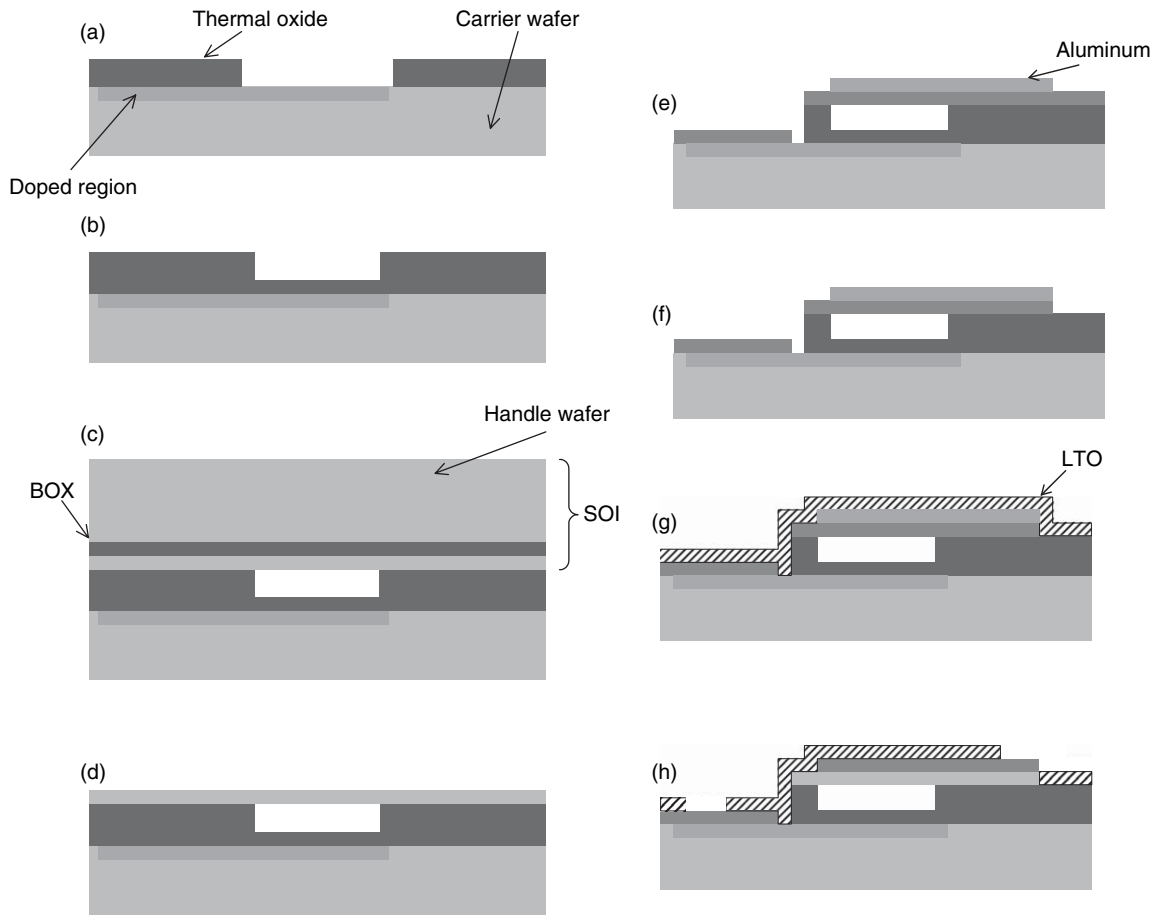 (a)
Thermal oxide
Carrier wafer
Doped region
(b)
(c)
Handle wafer
BOX
SOI
(d)
Aluminum
(e)
(f)
LTO
(g)
(h)